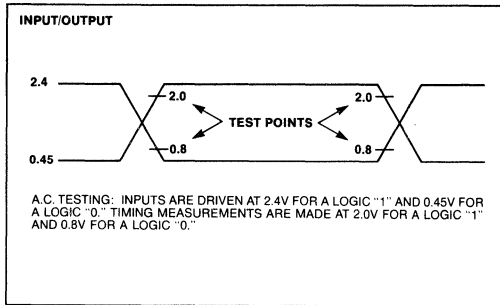 INPUT/OUTPUT
2.4
2.0 2.0
TEST POINTS
0.8 0.8
0.45
A.C. TESTING: INPUTS ARE DRIVEN AT 2.4V FOR A LOGIC "1" AND 0.45V FOR
A LOGIC "0." TIMING MEASUREMENTS ARE MADE AT 2.0V FOR A LOGIC "1"
AND 0.8V FOR A LOGIC "0."